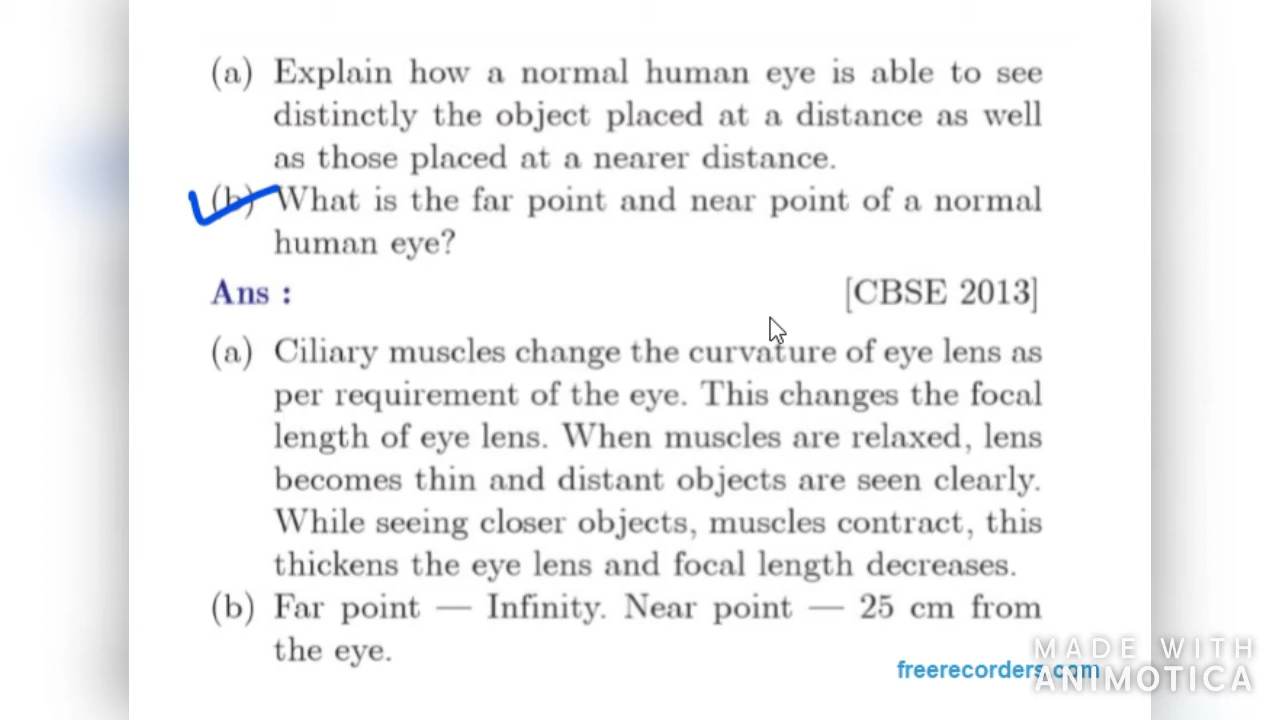 (a) Explain how a normal human eye is able to see
distinctly the object placed at a distance as well
as those placed at a nearer distance.
(b) What is the far point and near point of a normal
human eye?
Ans : [CBSE 2013]
(a) Ciliary muscles change the curvature of eye lens as
per requirement of the eye. This changes the focal
length of eye lens. When muscles are relaxed, lens
becomes thin and distant objects are seen clearly.
While seeing closer objects, muscles contract, this
thickens the eye lens and focal length decreases.
(b) Far point — Infinity. Near point — 25 cm from
the eye.
MADE WITH
freerecorders.com
ANIMOTICA